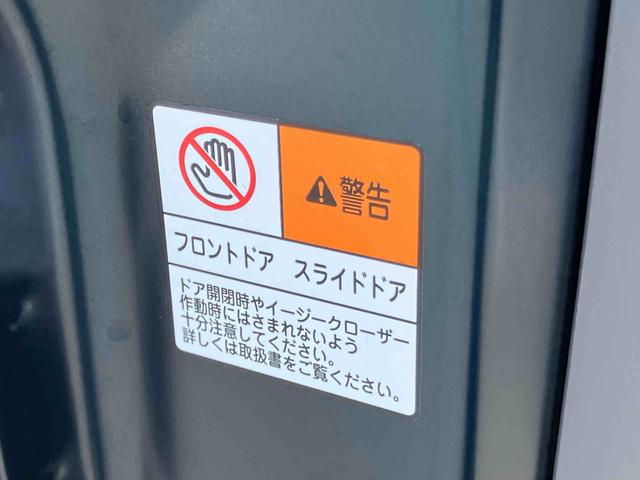 警告
フロントドア　スライドドア
ドア開閉時やイージークローザー
作動時にはさまれないよう
十分注意してください。
詳しくは取扱書をご覧ください。